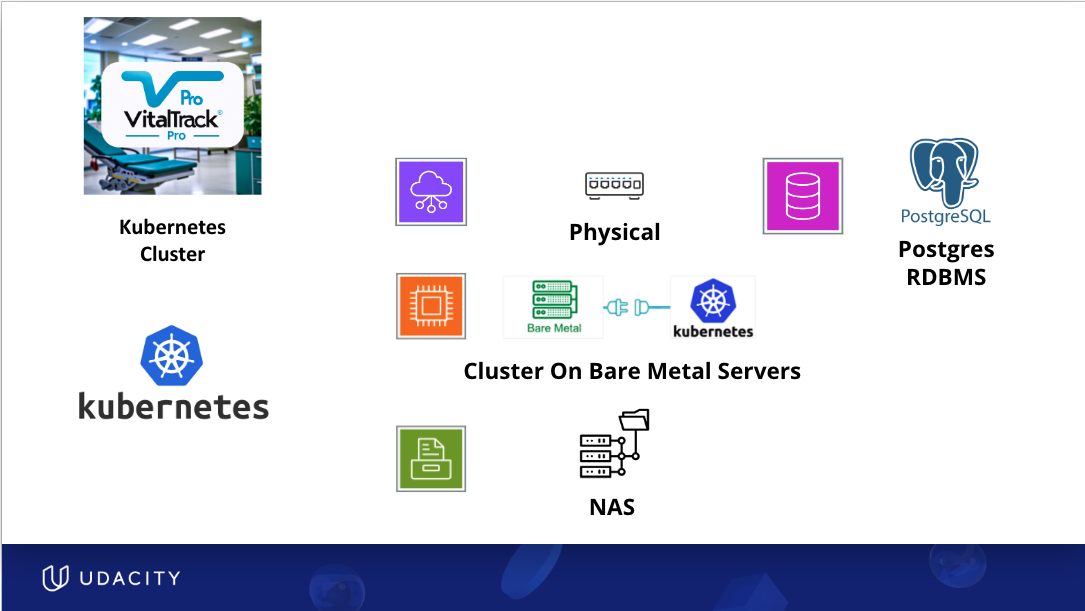 Pro
VitalTrack®
Pro
Kubernetes
Cluster
kubernetes
Physical
PostgreSQL
Postgres
RDBMS
Bare Metal
kubernetes
Cluster On Bare Metal Servers
NAS
UDACITY